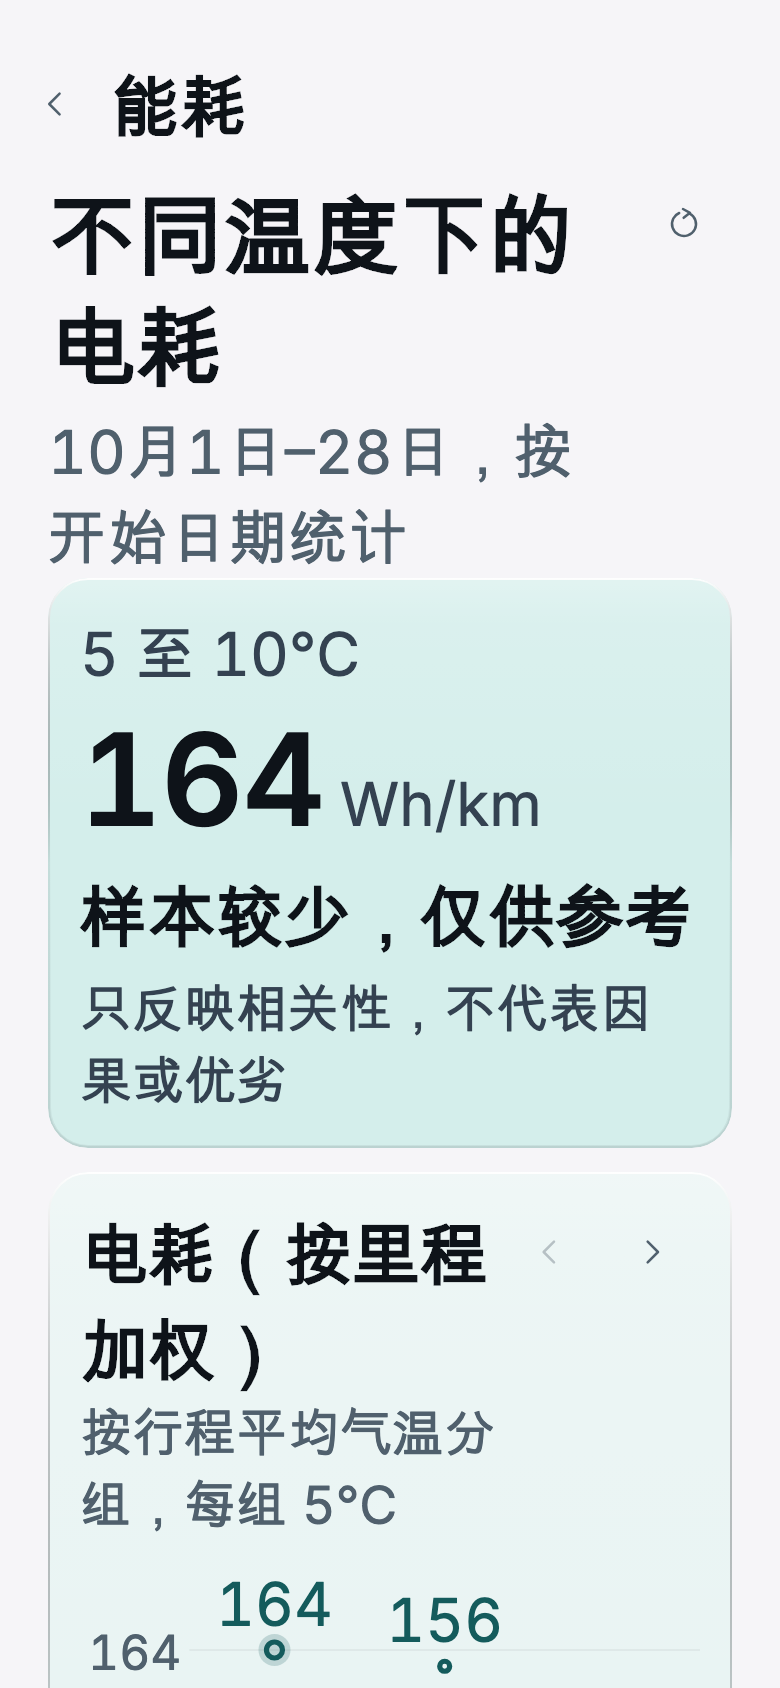 能耗
不同温度下的
电耗
10月1日–28日，按
开始日期统计
5 至 10°C
164 Wh/km
样本较少，仅供参考
只反映相关性，不代表因
果或优劣
电耗（按里程
加权）
按行程平均气温分
组，每组 5°C
164
156
164